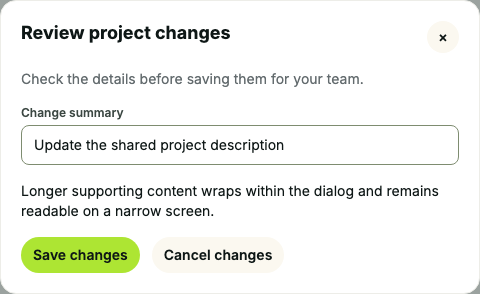 Review project changes
×
Check the details before saving them for your team.
Change summary
Update the shared project description
Longer supporting content wraps within the dialog and remains
readable on a narrow screen.
Save changes
Cancel changes